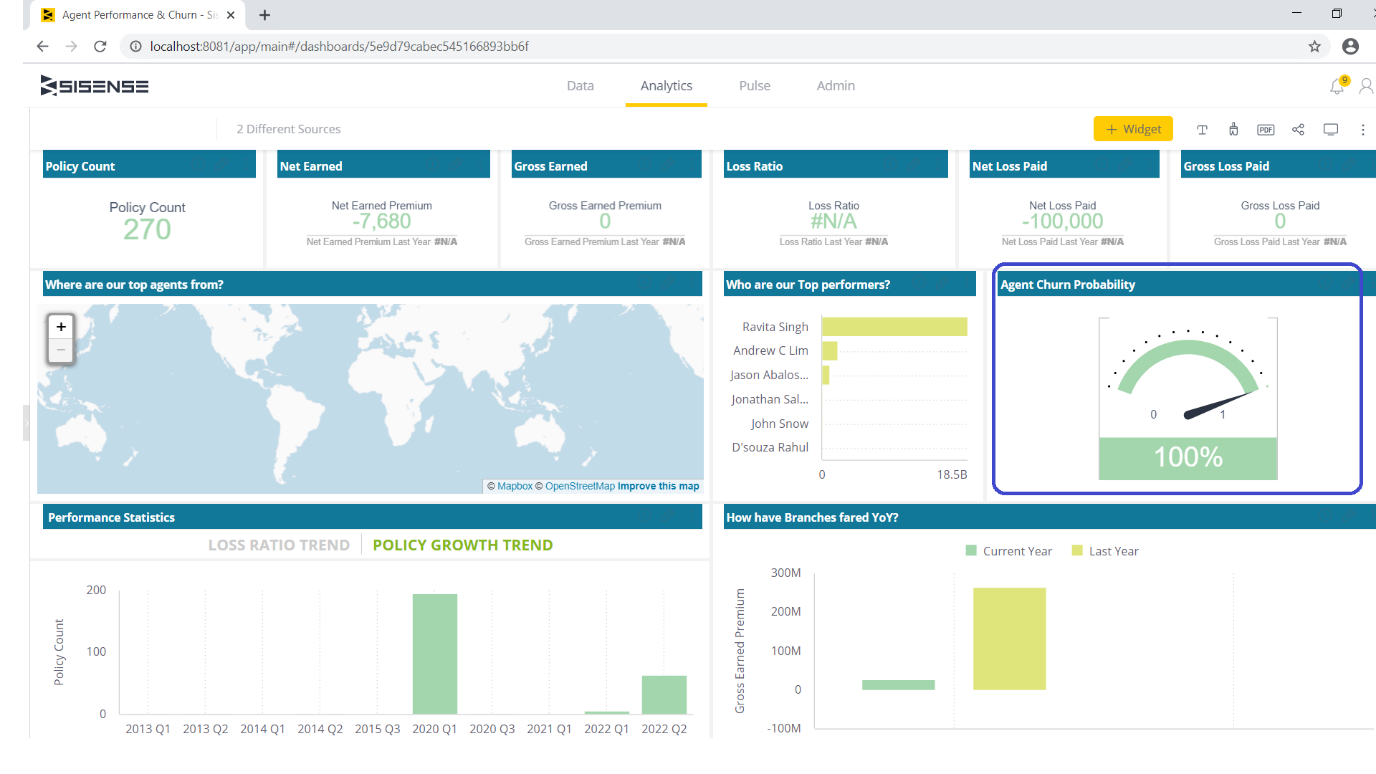 Agent Performance & Churn - Sis
localhost:8081/app/main#/dashboards/5e9d79cabec545166893bb6f
SISENSE
Data Analytics Pulse Admin
9
2 Different Sources
+ Widget
PDF
Policy Count
Net Earned
Gross Earned
Loss Ratio
Net Loss Paid
Gross Loss Paid
Policy Count
270
Net Earned Premium
-7,680
Net Earned Premium Last Year #N/A
Gross Earned Premium
0
Gross Earned Premium Last Year #N/A
Loss Ratio
#N/A
Loss Ratio Last Year #N/A
Net Loss Paid
-100,000
Net Loss Paid Last Year #N/A
Gross Loss Paid
0
Gross Loss Paid Last Year #N/A
Where are our top agents from?
+
−
© Mapbox © OpenStreetMap Improve this map
Who are our Top performers?
Ravita Singh
Andrew C Lim
Jason Abalos...
Jonathan Sal...
John Snow
D'souza Rahul
0 18.5B
Agent Churn Probability
0 1
100%
Performance Statistics
LOSS RATIO TREND POLICY GROWTH TREND
Policy Count
200
100
0
2013 Q1 2013 Q2 2014 Q1 2014 Q2 2015 Q3 2020 Q1 2020 Q3 2021 Q1 2022 Q1 2022 Q2
How have Branches fared YoY?
Current Year Last Year
Gross Earned Premium
300M
200M
100M
0
-100M